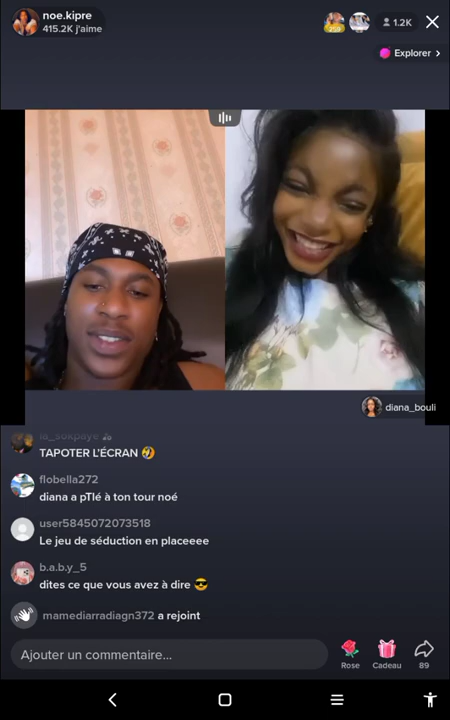 noe.kipre
415.2K j'aime
259
1.2K
Explorer
diana_bouli
la_sokpaye
TAPOTER L'ÉCRAN 🤣
flobella272
diana a pTlé à ton tour noé
user5845072073518
Le jeu de séduction en placeeee
b.a.b.y_5
dites ce que vous avez à dire 😎
mamediarradiagn372 a rejoint
Ajouter un commentaire...
Rose
Cadeau
89